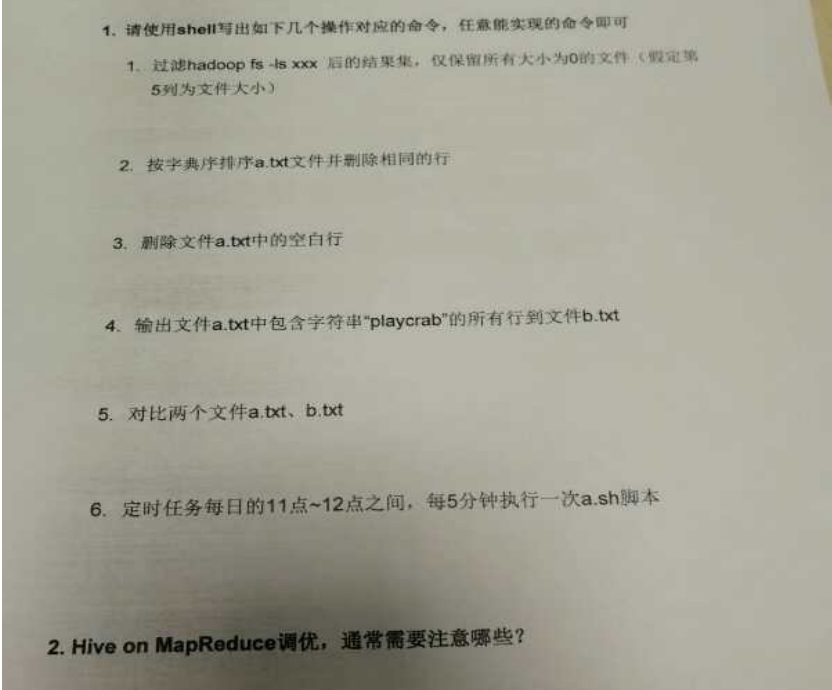 1. 请使用shell写出如下几个操作对应的命令，任意能实现的命令即可
1. 过滤hadoop fs -ls xxx 后的结果集，仅保留所有大小为0的文件（假定第
5列为文件大小）
2. 按字典序排序a.txt文件并删除相同的行
3. 删除文件a.txt中的空白行
4. 输出文件a.txt中包含字符串“playcrab”的所有行到文件b.txt
5. 对比两个文件a.txt、b.txt
6. 定时任务每日的11点~12点之间，每5分钟执行一次a.sh脚本
2. Hive on MapReduce调优，通常需要注意哪些？